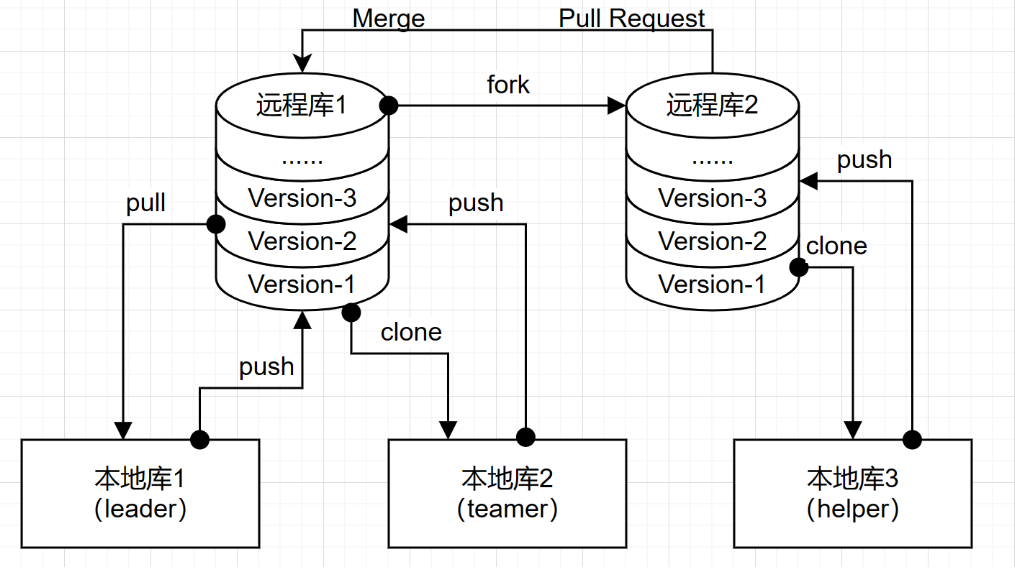 Merge
Pull Request
fork
远程库1
远程库2
......
......
push
Version-3
Version-3
pull
push
Version-2
Version-2
clone
Version-1
Version-1
clone
push
本地库1
（leader）
本地库2
（teamer）
本地库3
（helper）